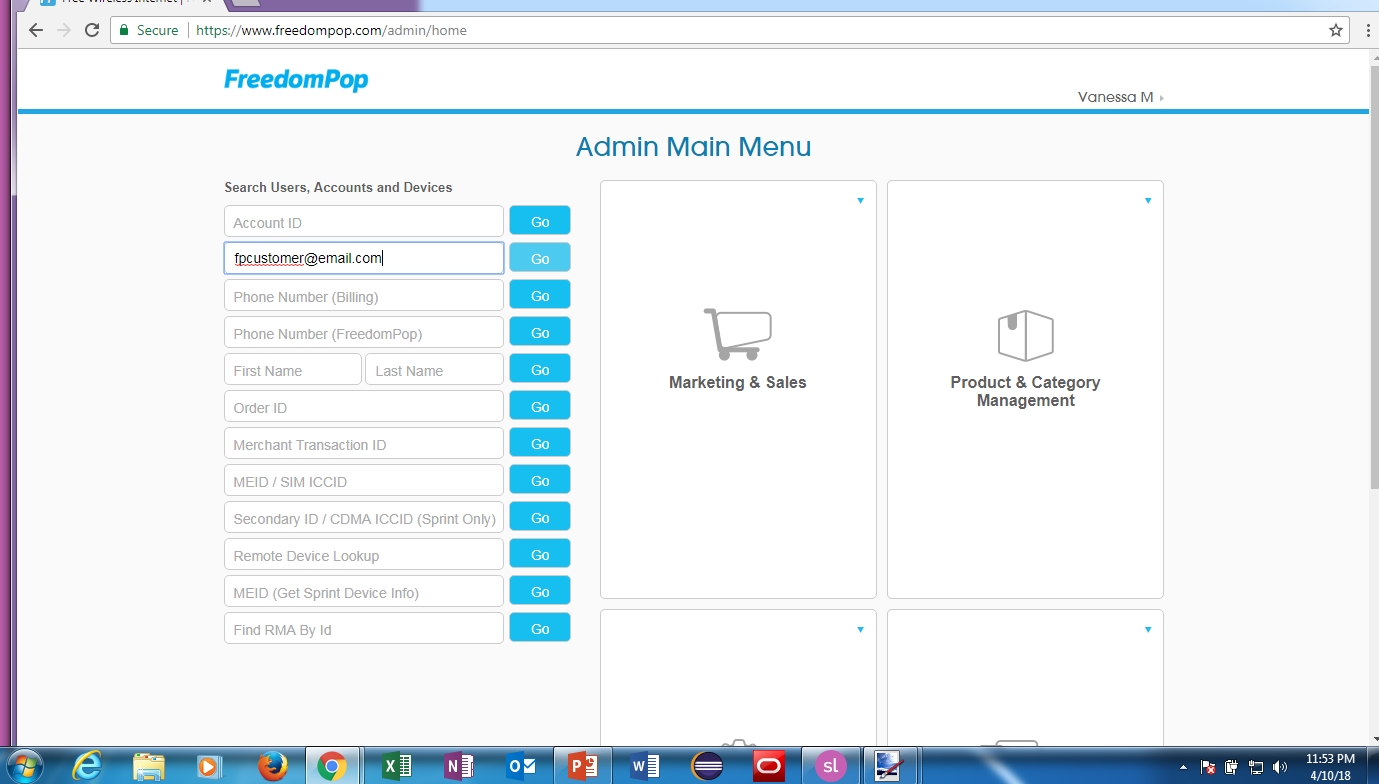 Free Wireless Internet |
Secure
https://www.freedompop.com/admin/home
FreedomPop
Vanessa M
Admin Main Menu
Search Users, Accounts and Devices
Account ID Go
fpcustomer@email.com Go
Phone Number (Billing) Go
Phone Number (FreedomPop) Go
First Name Last Name Go
Order ID Go
Merchant Transaction ID Go
MEID / SIM ICCID Go
Secondary ID / CDMA ICCID (Sprint Only) Go
Remote Device Lookup Go
MEID (Get Sprint Device Info) Go
Find RMA By Id Go
Marketing & Sales
Product & Category
Management
sl
11:53 PM
4/10/18